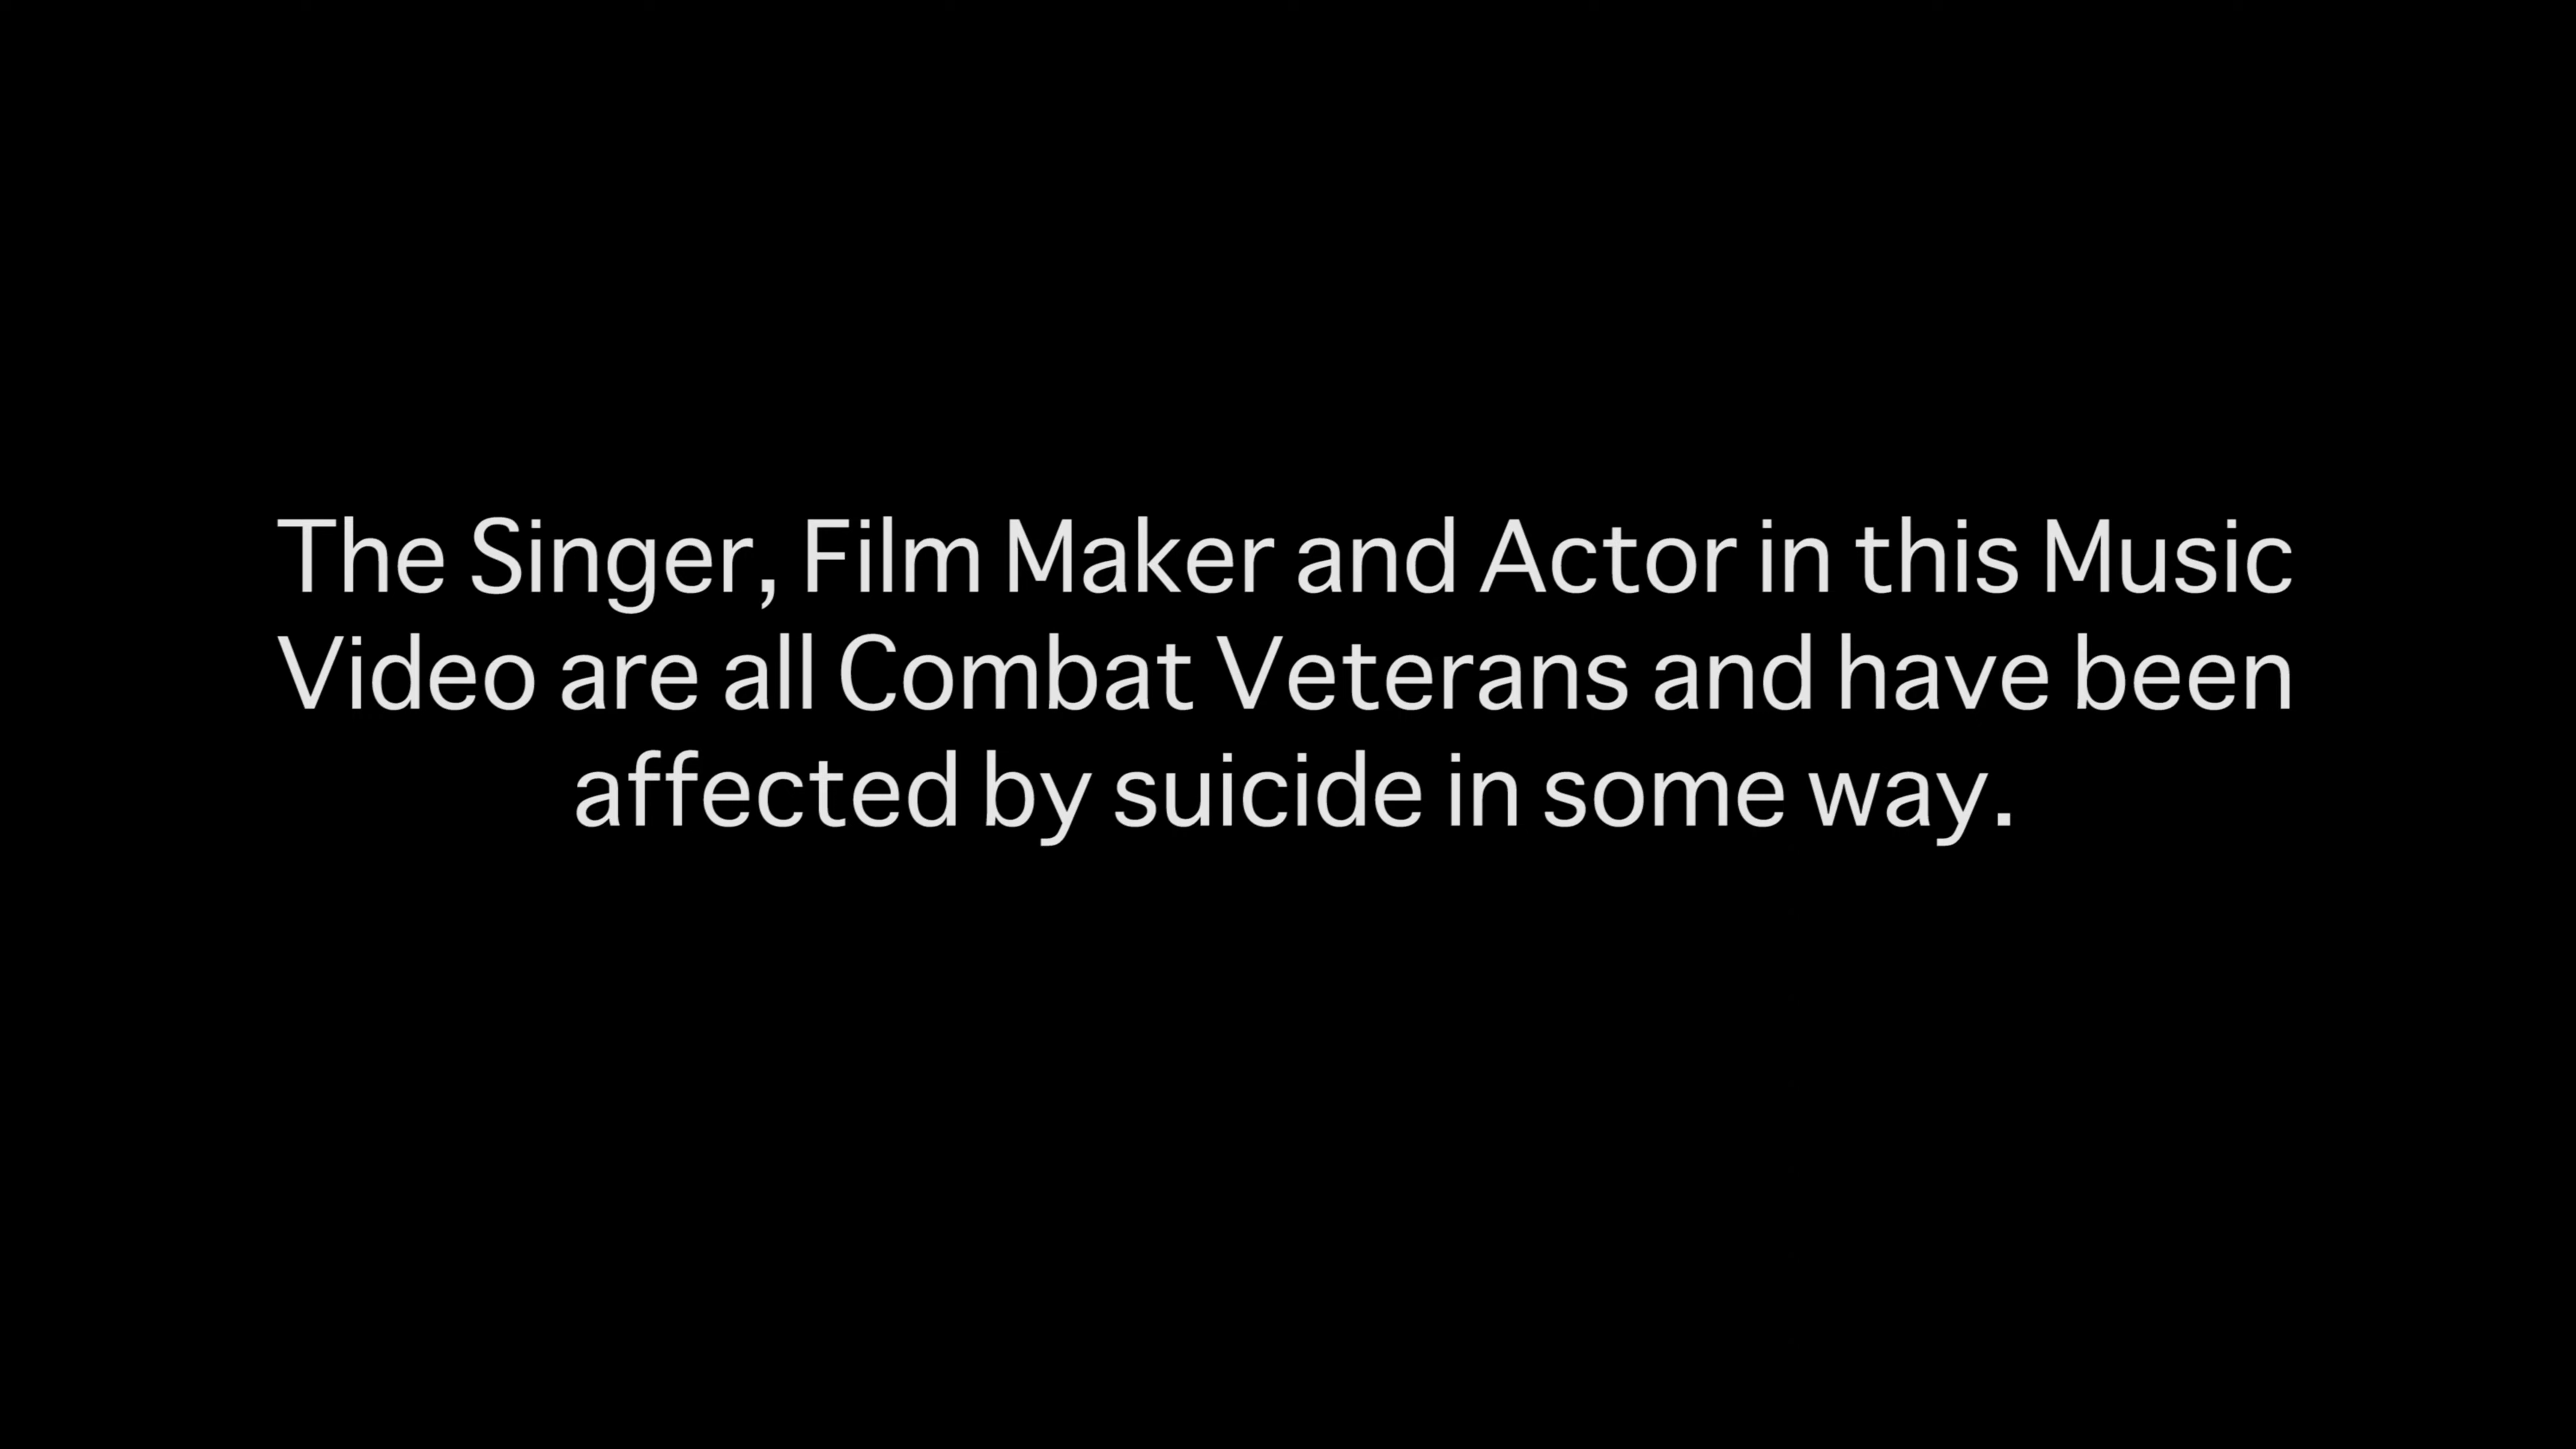 The Singer, Film Maker and Actor in this Music
Video are all Combat Veterans and have been
affected by suicide in some way.